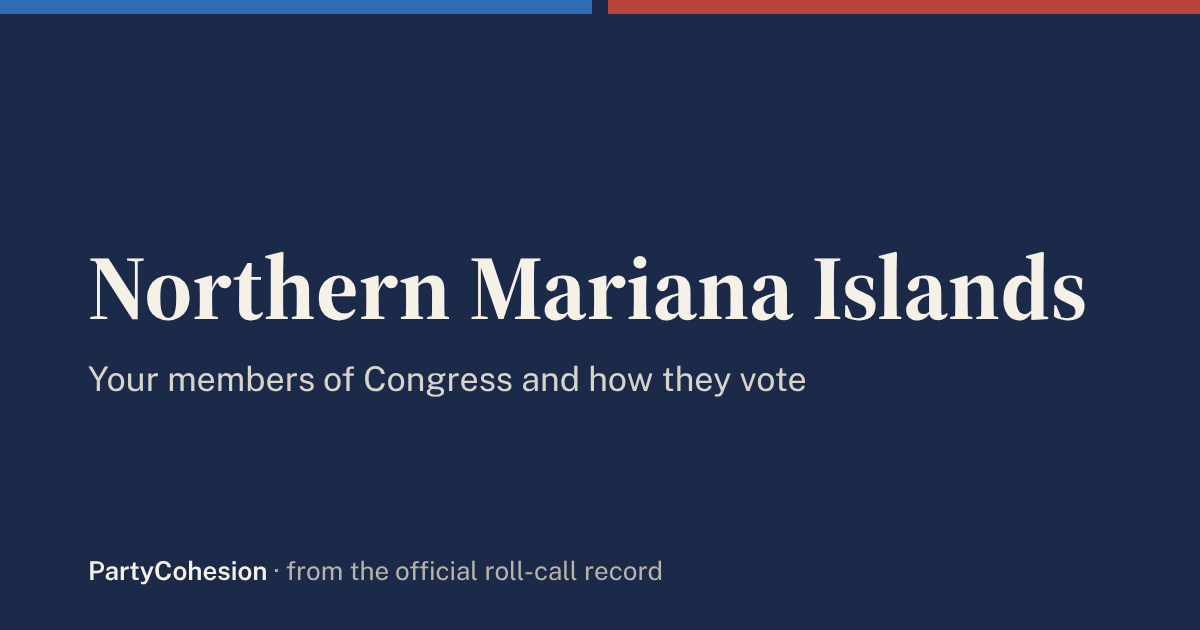 Northern Mariana Islands
Your members of Congress and how they vote
PartyCohesion · from the official roll-call record